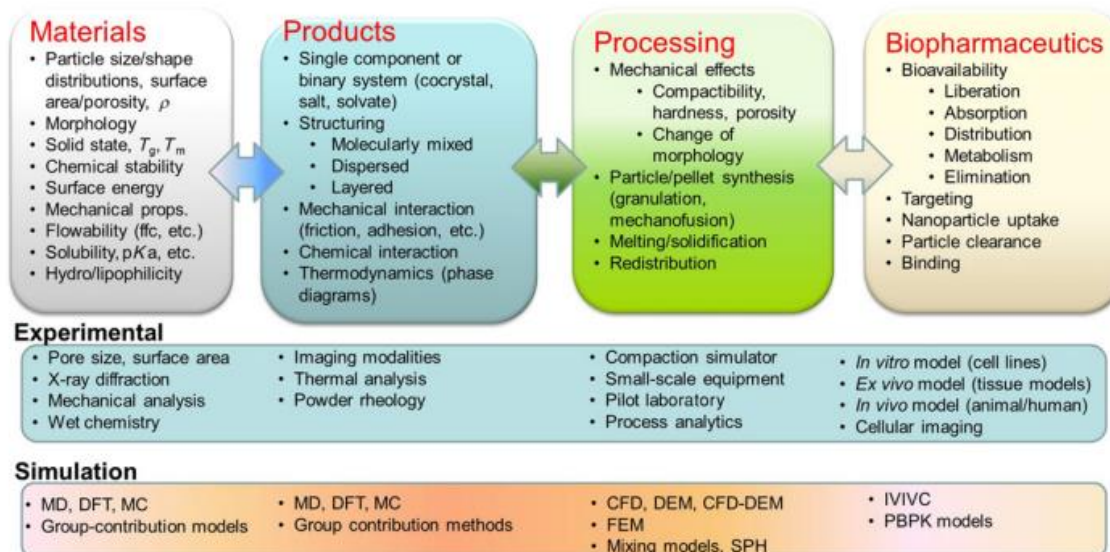 Materials
• Particle size/shape
distributions, surface
area/porosity, ρ
• Morphology
• Solid state, Tg, Tm
• Chemical stability
• Surface energy
• Mechanical props.
• Flowability (ffc, etc.)
• Solubility, pKa, etc.
• Hydro/lipophilicity
Products
• Single component or
binary system (cocrystal,
salt, solvate)
• Structuring
• Molecularly mixed
• Dispersed
• Layered
• Mechanical interaction
(friction, adhesion, etc.)
• Chemical interaction
• Thermodynamics (phase
diagrams)
Processing
• Mechanical effects
• Compactibility,
hardness, porosity
• Change of
morphology
• Particle/pellet synthesis
(granulation,
mechanofusion)
• Melting/solidification
• Redistribution
Biopharmaceutics
• Bioavailability
• Liberation
• Absorption
• Distribution
• Metabolism
• Elimination
• Targeting
• Nanoparticle uptake
• Particle clearance
• Binding
Experimental
• Pore size, surface area
• X-ray diffraction
• Mechanical analysis
• Wet chemistry
• Imaging modalities
• Thermal analysis
• Powder rheology
• Compaction simulator
• Small-scale equipment
• Pilot laboratory
• Process analytics
• In vitro model (cell lines)
• Ex vivo model (tissue models)
• In vivo model (animal/human)
• Cellular imaging
Simulation
• MD, DFT, MC
• Group-contribution models
• MD, DFT, MC
• Group contribution methods
• CFD, DEM, CFD-DEM
• FEM
• Mixing models, SPH
• IVIVC
• PBPK models